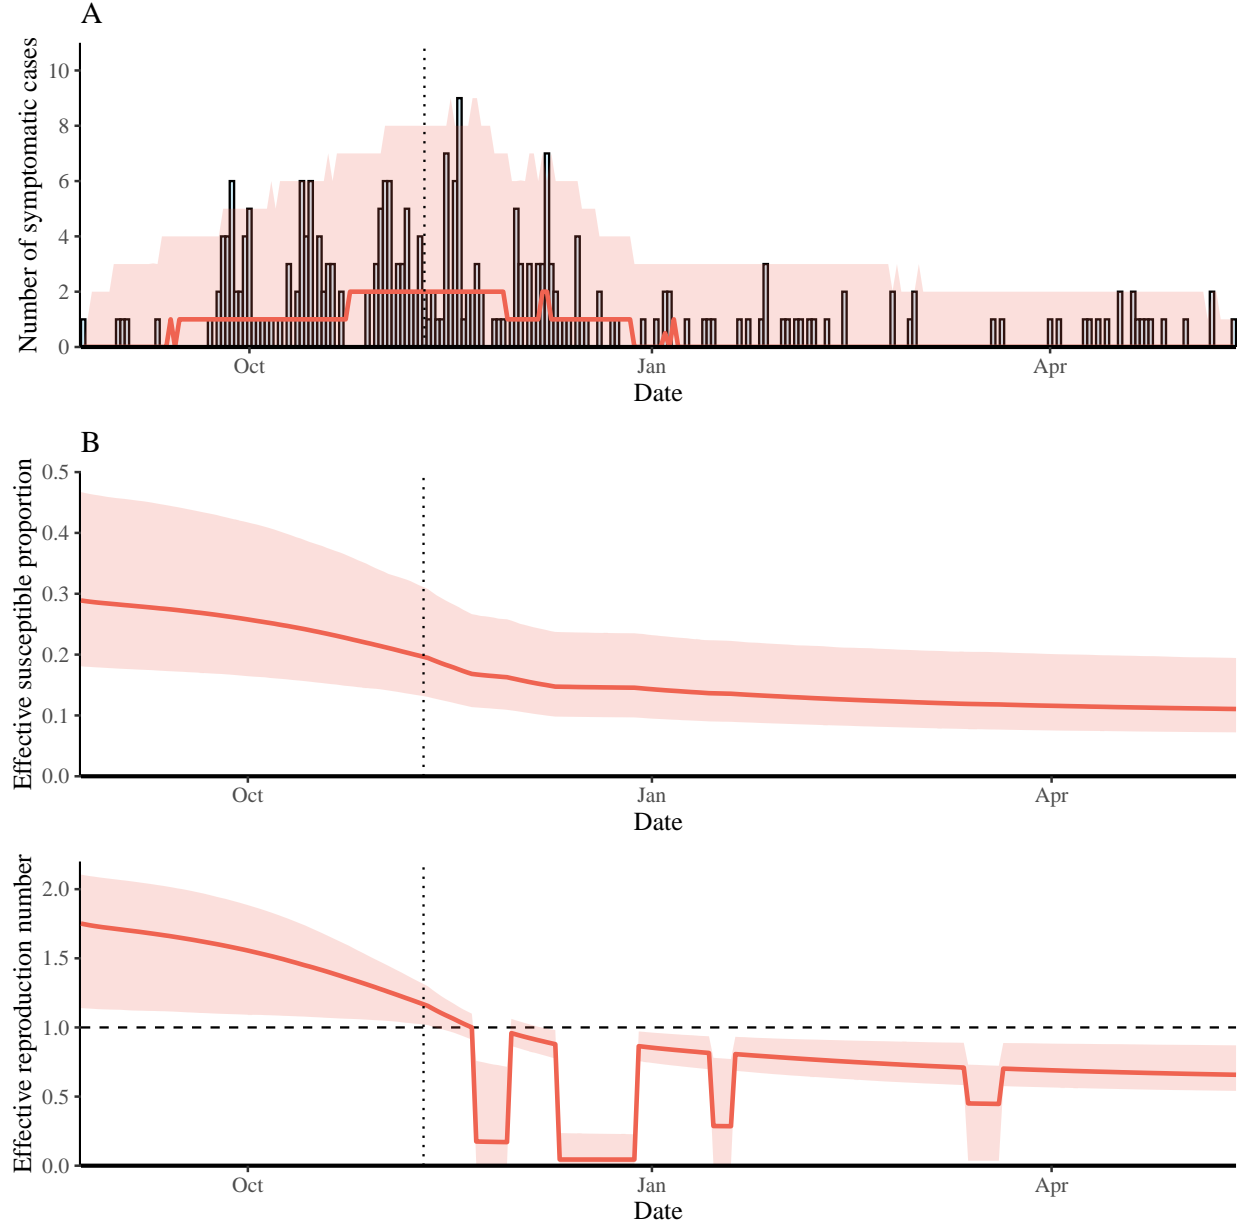 A
Number of symptomatic cases
10
8
6
4
2
0
Oct
Jan
Apr
Date
B
Effective susceptible proportion
0.5
0.4
0.3
0.2
0.1
0.0
Oct
Jan
Apr
Date
Effective reproduction number
2.0
1.5
1.0
0.5
0.0
Oct
Jan
Apr
Date